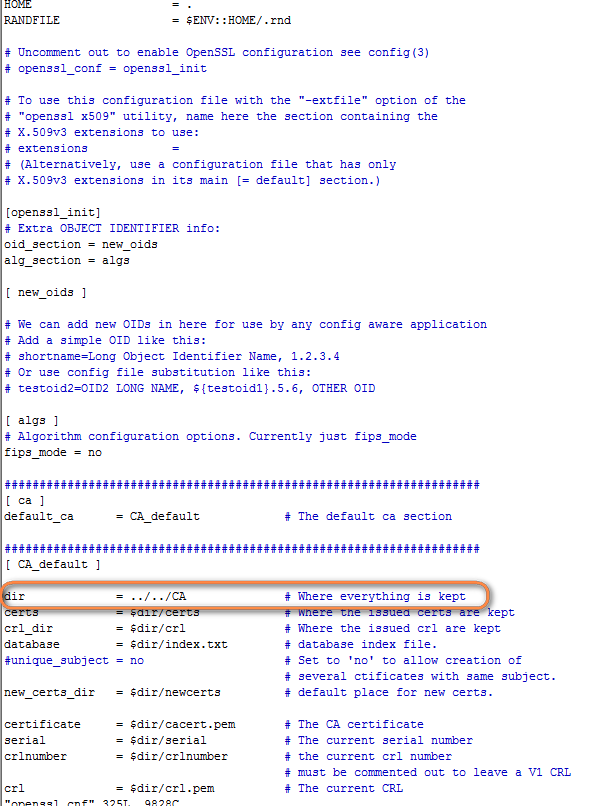 HOME                    = .
RANDFILE                = $ENV::HOME/.rnd
# Uncomment out to enable OpenSSL configuration see config(3)
# openssl_conf = openssl_init
# To use this configuration file with the "-extfile" option of the
# "openssl x509" utility, name here the section containing the
# X.509v3 extensions to use:
# extensions            =
# (Alternatively, use a configuration file that has only
# X.509v3 extensions in its main [= default] section.)
[openssl_init]
# Extra OBJECT IDENTIFIER info:
oid_section = new_oids
alg_section = algs
[ new_oids ]
# We can add new OIDs in here for use by any config aware application
# Add a simple OID like this:
# shortname=Long Object Identifier Name, 1.2.3.4
# Or use config file substitution like this:
# testoid2=OID2 LONG NAME, ${testoid1}.5.6, OTHER OID
[ algs ]
# Algorithm configuration options. Currently just fips_mode
fips_mode = no
####################################################################
[ ca ]
default_ca      = CA_default            # The default ca section
####################################################################
[ CA_default ]
dir             = ../../CA              # Where everything is kept
certs           = $dir/certs            # Where the issued certs are kept
crl_dir         = $dir/crl              # Where the issued crl are kept
database        = $dir/index.txt        # database index file.
#unique_subject = no                    # Set to 'no' to allow creation of
                                        # several ctificates with same subject.
new_certs_dir   = $dir/newcerts         # default place for new certs.
certificate     = $dir/cacert.pem       # The CA certificate
serial          = $dir/serial           # The current serial number
crlnumber       = $dir/crlnumber        # the current crl number
                                        # must be commented out to leave a V1 CRL
crl             = $dir/crl.pem          # The current CRL
"openssl.cnf" 325L, 9828C